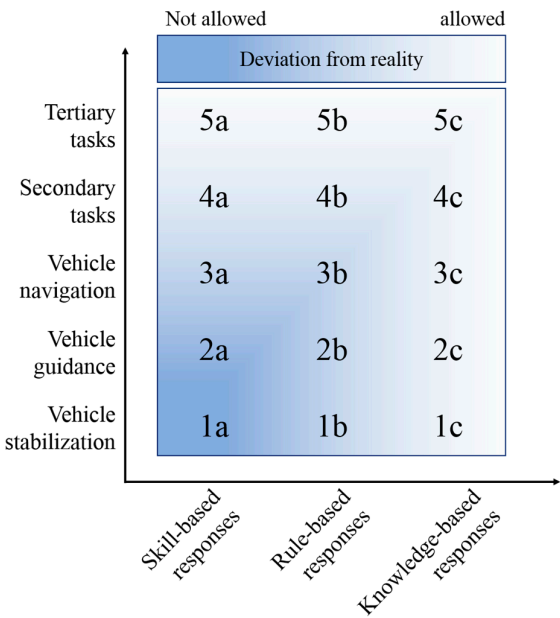 Not allowed allowed
Deviation from reality
Tertiary
tasks
5a 5b 5c
Secondary
tasks
4a 4b 4c
Vehicle
navigation
3a 3b 3c
Vehicle
guidance
2a 2b 2c
Vehicle
stabilization
1a 1b 1c
Skill-based
responses
Rule-based
responses
Knowledge-based
responses